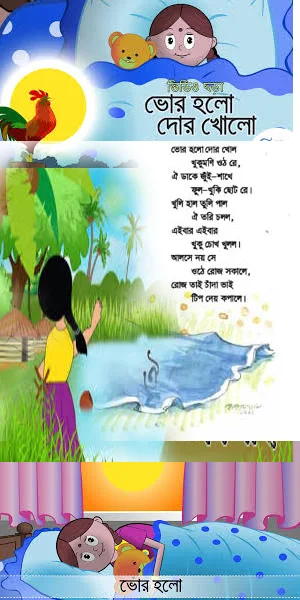 ভিডিও ছড়া
ভোর হলো
দোর খোলো
ভোর হলো দোর খোল
খুকুমণি ওঠ রে,
ঐ ডাকে জুঁই-শাখে
ফুল-খুকি ছোট রে।
খুলি হাল তুলি পাল
ঐ তরি চলল,
এইবার এইবার
খুকু চোখ খুলল।
আলসে নয় সে
ওঠে রোজ সকালে,
রোজ তাই চাঁদা ভাই
টিপ দেয় কপালে।
ভোর হলো